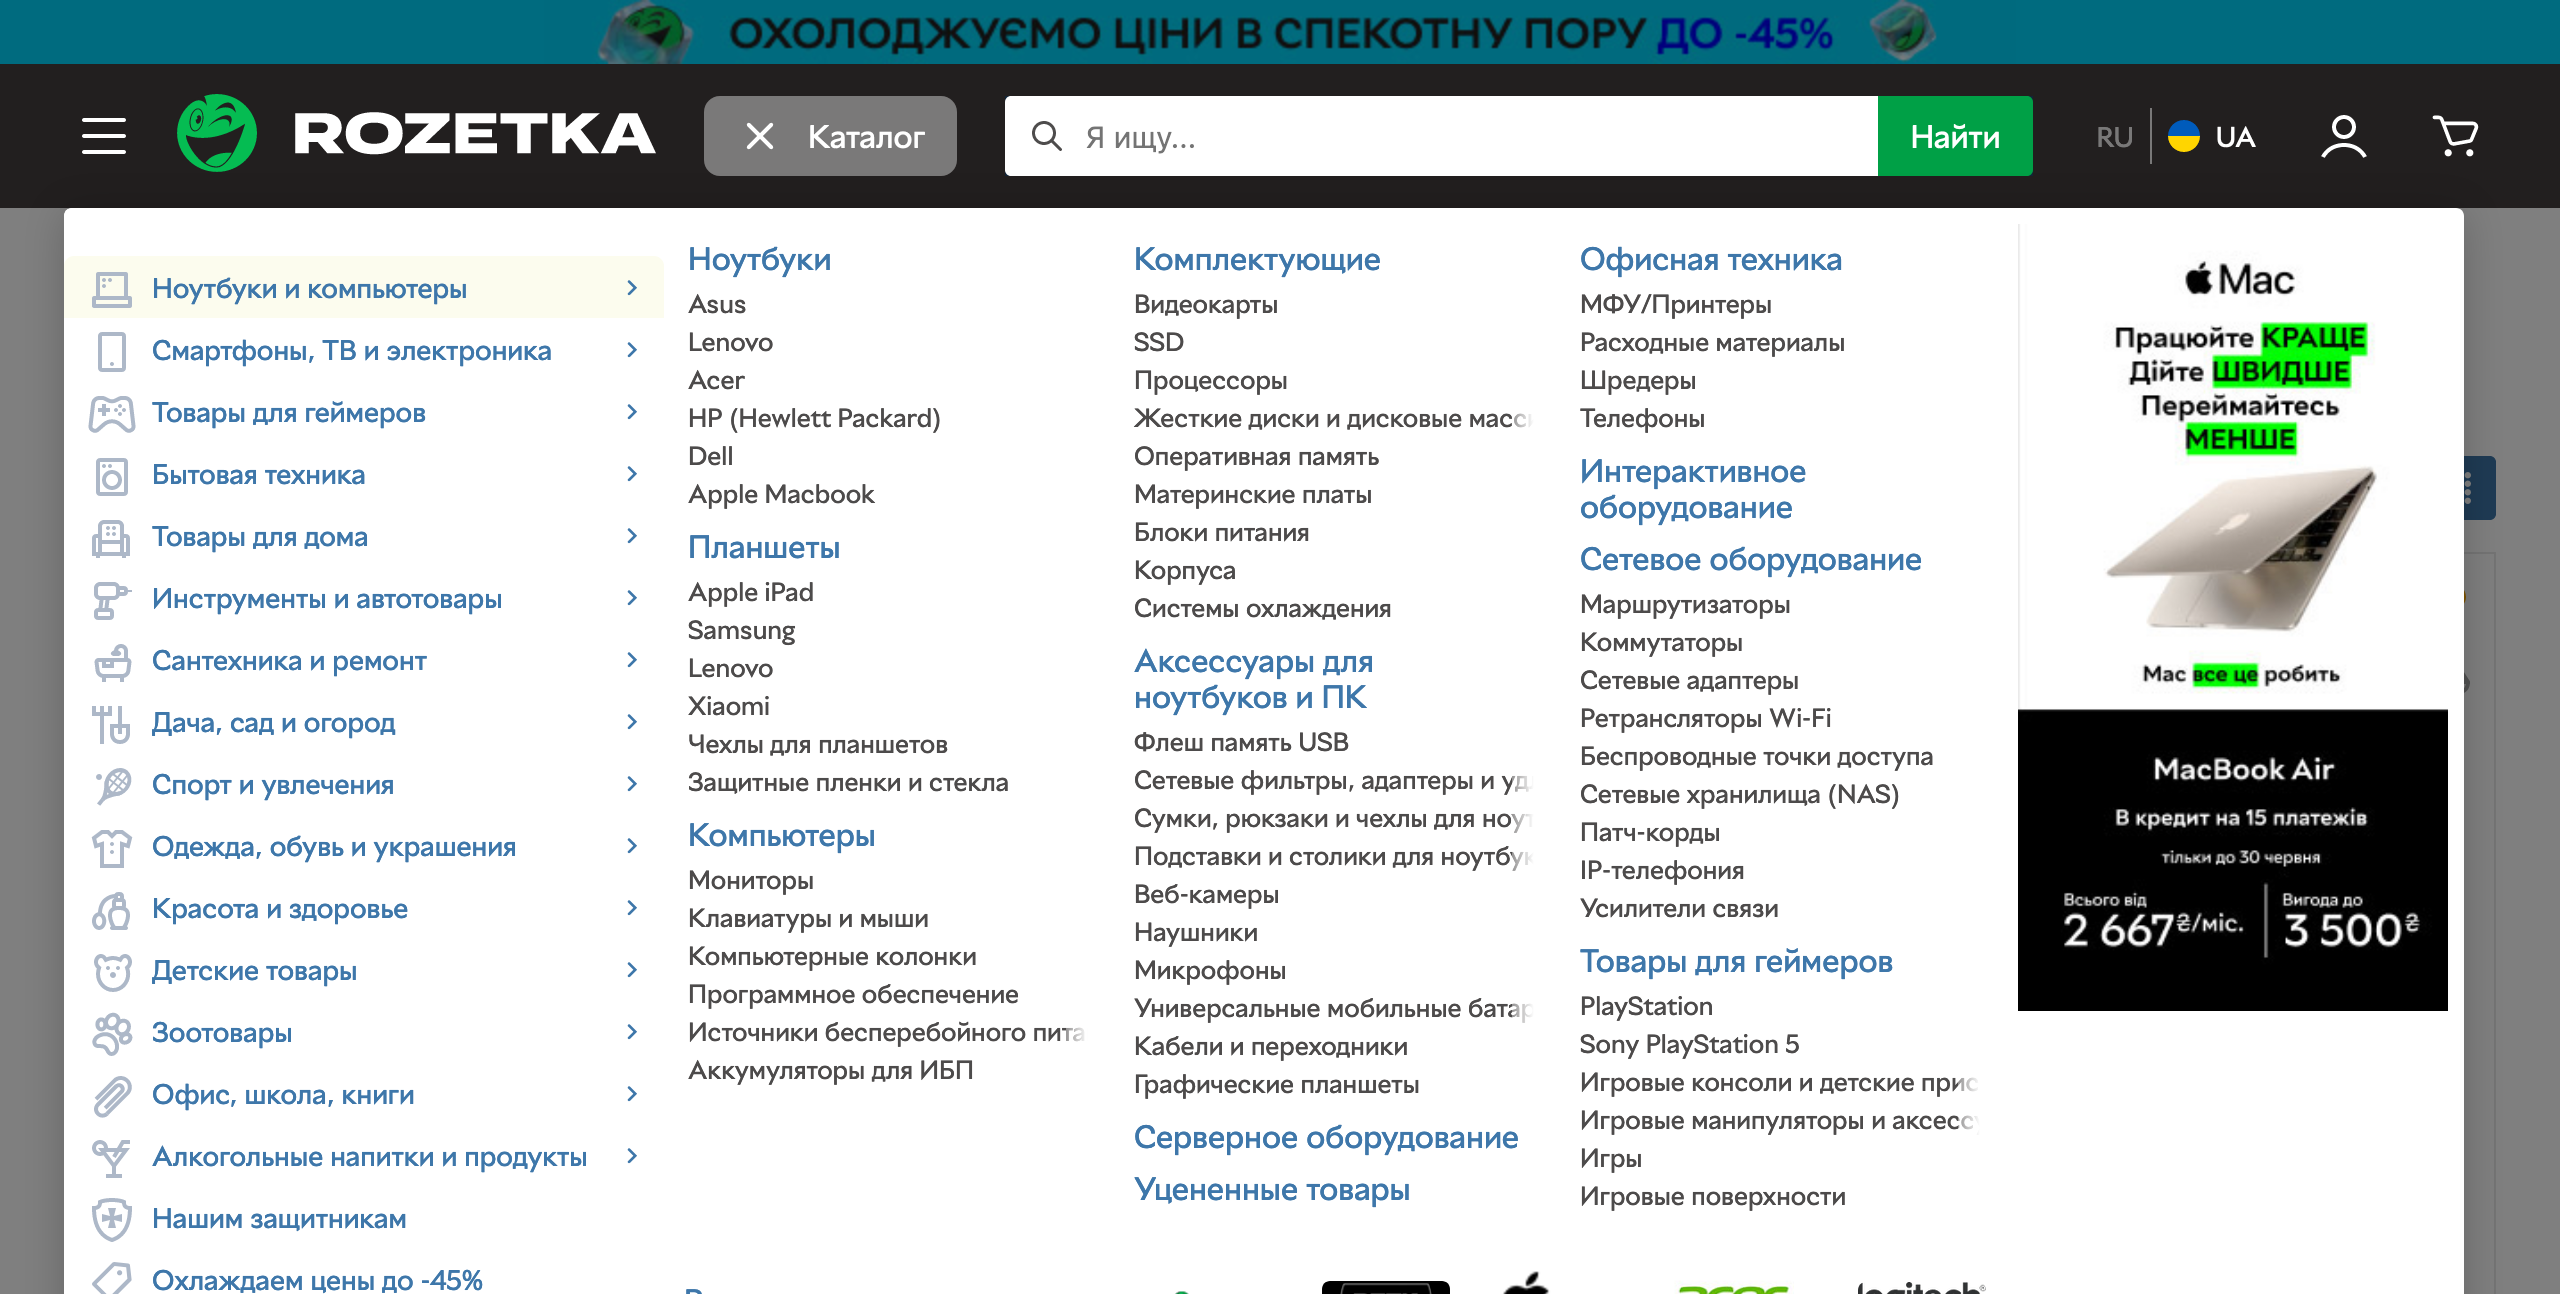 ОХОЛОДЖУЄМО ЦІНИ В СПЕКОТНУ ПОРУ ДО -45%
ROZETKA
Каталог
Я ищу...
Найти
RU
UA
Ноутбуки и компьютеры
Смартфоны, ТВ и электроника
Товары для геймеров
Бытовая техника
Товары для дома
Инструменты и автотовары
Сантехника и ремонт
Дача, сад и огород
Спорт и увлечения
Одежда, обувь и украшения
Красота и здоровье
Детские товары
Зоотовары
Офис, школа, книги
Алкогольные напитки и продукты
Нашим защитникам
Охлаждаем цены до -45%
Ноутбуки
Asus
Lenovo
Acer
HP (Hewlett Packard)
Dell
Apple Macbook
Планшеты
Apple iPad
Samsung
Lenovo
Xiaomi
Чехлы для планшетов
Защитные пленки и стекла
Компьютеры
Мониторы
Клавиатуры и мыши
Компьютерные колонки
Программное обеспечение
Источники бесперебойного пита
Аккумуляторы для ИБП
Комплектующие
Видеокарты
SSD
Процессоры
Жесткие диски и дисковые масс
Оперативная память
Материнские платы
Блоки питания
Корпуса
Системы охлаждения
Аксессуары для
ноутбуков и ПК
Флеш память USB
Сетевые фильтры, адаптеры и уд
Сумки, рюкзаки и чехлы для ноут
Подставки и столики для ноутбук
Веб-камеры
Наушники
Микрофоны
Универсальные мобильные батар
Кабели и переходники
Графические планшеты
Серверное оборудование
Уцененные товары
Офисная техника
МФУ/Принтеры
Расходные материалы
Шредеры
Телефоны
Интерактивное
оборудование
Сетевое оборудование
Маршрутизаторы
Коммутаторы
Сетевые адаптеры
Ретрансляторы Wi-Fi
Беспроводные точки доступа
Сетевые хранилища (NAS)
Патч-корды
IP-телефония
Усилители связи
Товары для геймеров
PlayStation
Sony PlayStation 5
Игровые консоли и детские прис
Игровые манипуляторы и аксесс
Игры
Игровые поверхности
Mac
Працюйте КРАЩЕ
Дійте ШВИДШЕ
Переймайтесь
МЕНШЕ
Mac все це робить
MacBook Air
В кредит на 15 платежів
тільки до 30 червня
Всього від
2 667₴/міс.
Вигода до
3 500₴
acer
logitech